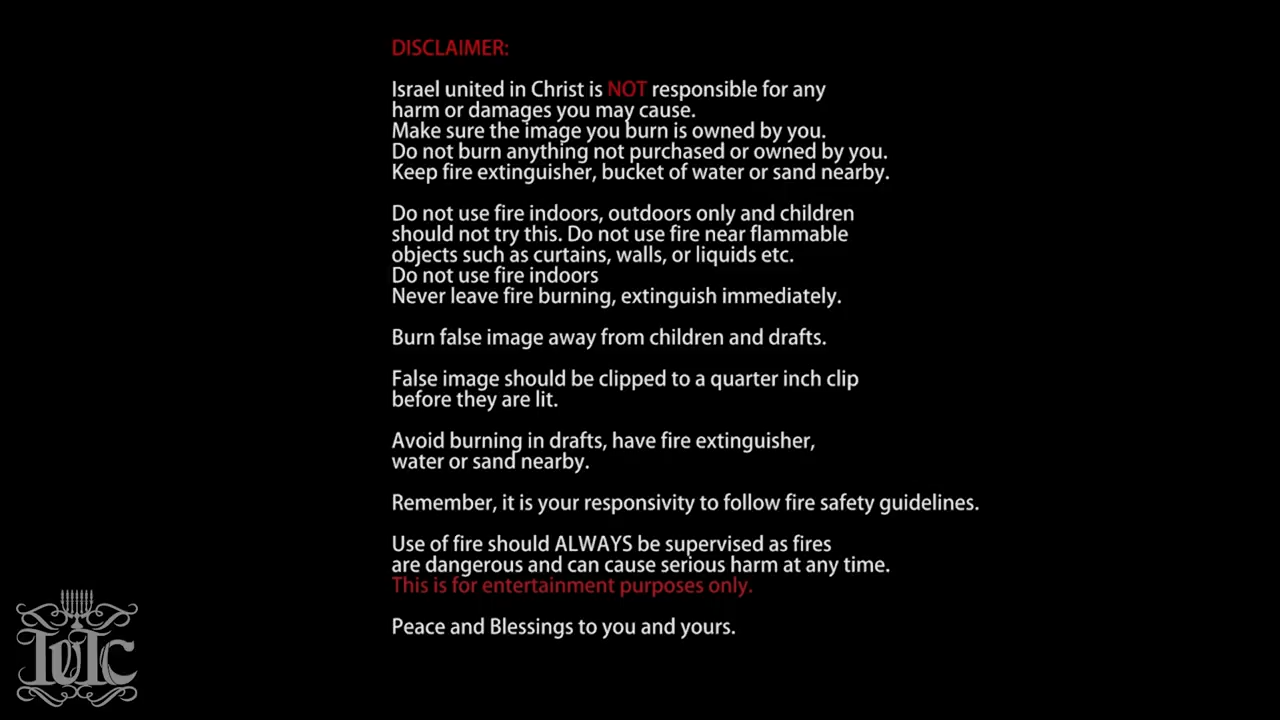 DISCLAIMER:
Israel united in Christ is NOT responsible for any
harm or damages you may cause.
Make sure the image you burn is owned by you.
Do not burn anything not purchased or owned by you.
Keep fire extinguisher, bucket of water or sand nearby.
Do not use fire indoors, outdoors only and children
should not try this. Do not use fire near flammable
objects such as curtains, walls, or liquids etc.
Do not use fire indoors
Never leave fire burning, extinguish immediately.
Burn false image away from children and drafts.
False image should be clipped to a quarter inch clip
before they are lit.
Avoid burning in drafts, have fire extinguisher,
water or sand nearby.
Remember, it is your responsivity to follow fire safety guidelines.
Use of fire should ALWAYS be supervised as fires
are dangerous and can cause serious harm at any time.
This is for entertainment purposes only.
Peace and Blessings to you and yours.
IUIC